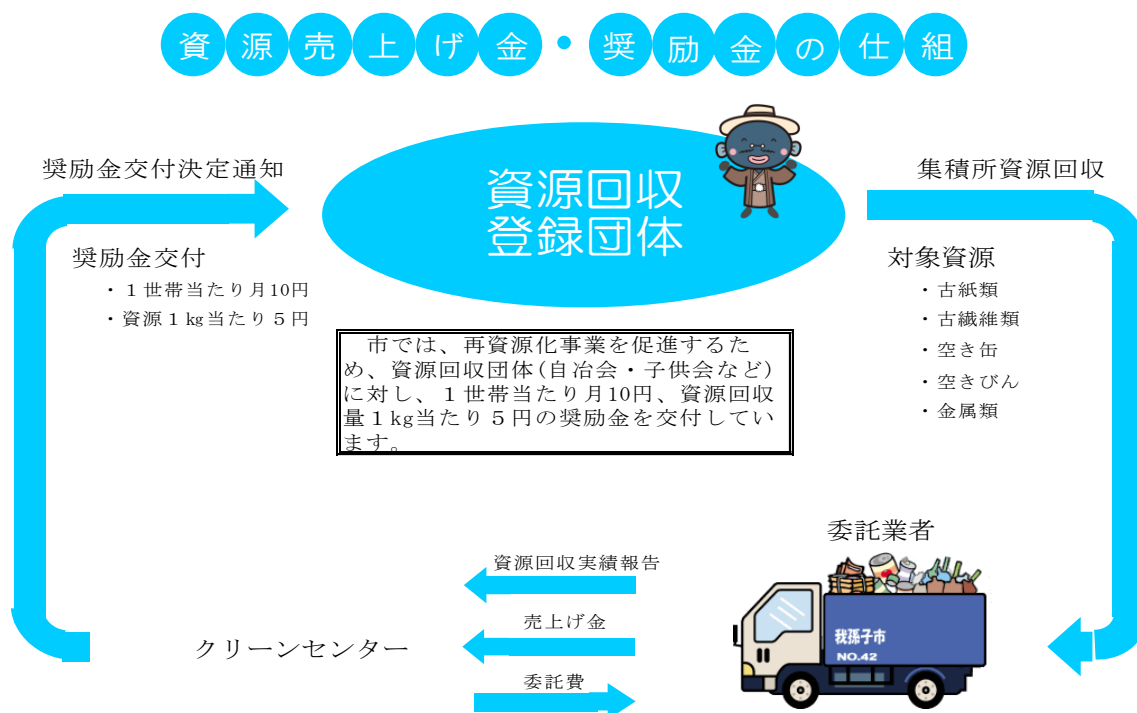 資源売上げ金・奨励金の仕組
奨励金交付決定通知
奨励金交付
・１世帯当たり月10円
・資源１kg当たり５円
資源回収
登録団体
集積所資源回収
対象資源
・古紙類
・古繊維類
・空き缶
・空きびん
・金属類
市では、再資源化事業を促進するた
め、資源回収団体(自冶会・子供会など)
に対し、１世帯当たり月10円、資源回収
量１kg当たり５円の奨励金を交付してい
ます。
委託業者
資源回収実績報告
売上げ金
委託費
クリーンセンター
我孫子市
NO.42